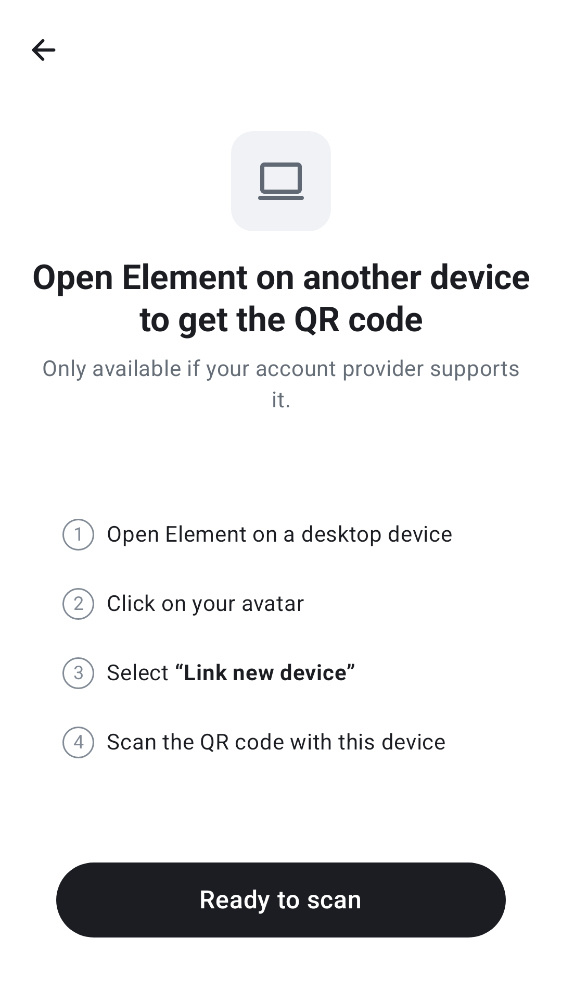 Open Element on another device
to get the QR code
Only available if your account provider supports
it.
1 Open Element on a desktop device
2 Click on your avatar
3 Select “Link new device”
4 Scan the QR code with this device
Ready to scan